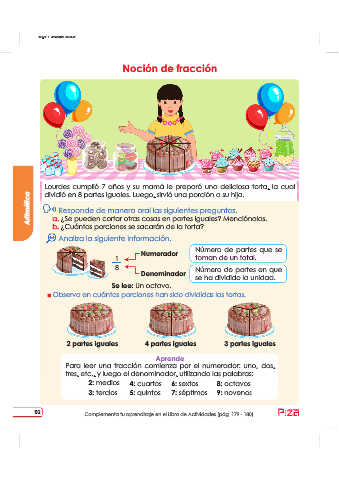 Noción de fracción
Lourdes cumplió 7 años y su mamá le preparó una deliciosa torta, la cual
dividió en 8 partes iguales. Luego, sirvió una porción a su hija.
Aritmética
Responde de manera oral las siguientes preguntas.
a. ¿Se pueden cortar otras cosas en partes iguales? Menciónalas.
b. ¿Cuántas porciones se sacarán de la torta?
Analiza la siguiente información.
1
8
Numerador
Denominador
Número de partes que se
toman de un total.
Número de partes en que
se ha dividido la unidad.
Se lee: Un octavo.
Observa en cuántas porciones han sido divididas las tortas.
2 partes iguales
4 partes iguales
3 partes iguales
Aprende
Para leer una fracción comienza por el numerador: uno, dos,
tres, etc., y luego el denominador, utilizando las palabras:
2: medios 4: cuartos 6: sextos 8: octavos
3: tercios 5: quintos 7: séptimos 9: novenos
92
Complementa tu aprendizaje en el Libro de Actividades (pág. 179 - 180)